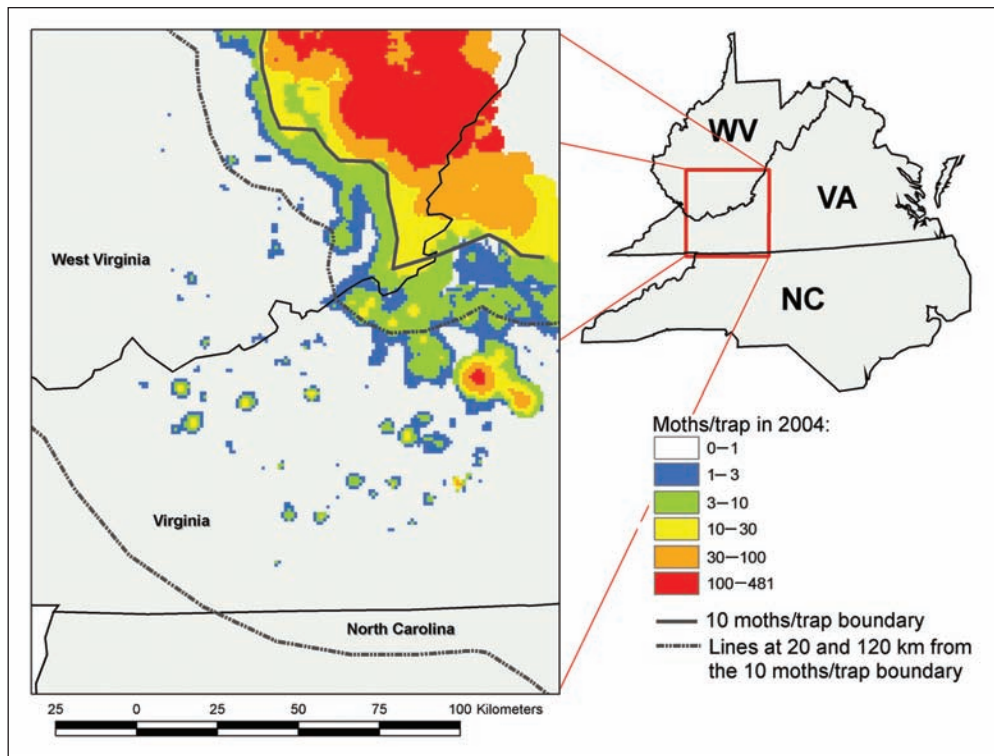 West Virginia
Virginia
North Carolina
25 0 25 50 75 100 Kilometers
WV
VA
NC
Moths/trap in 2004:
0–1
1–3
3–10
10–30
30–100
100–481
10 moths/trap boundary
Lines at 20 and 120 km from
the 10 moths/trap boundary